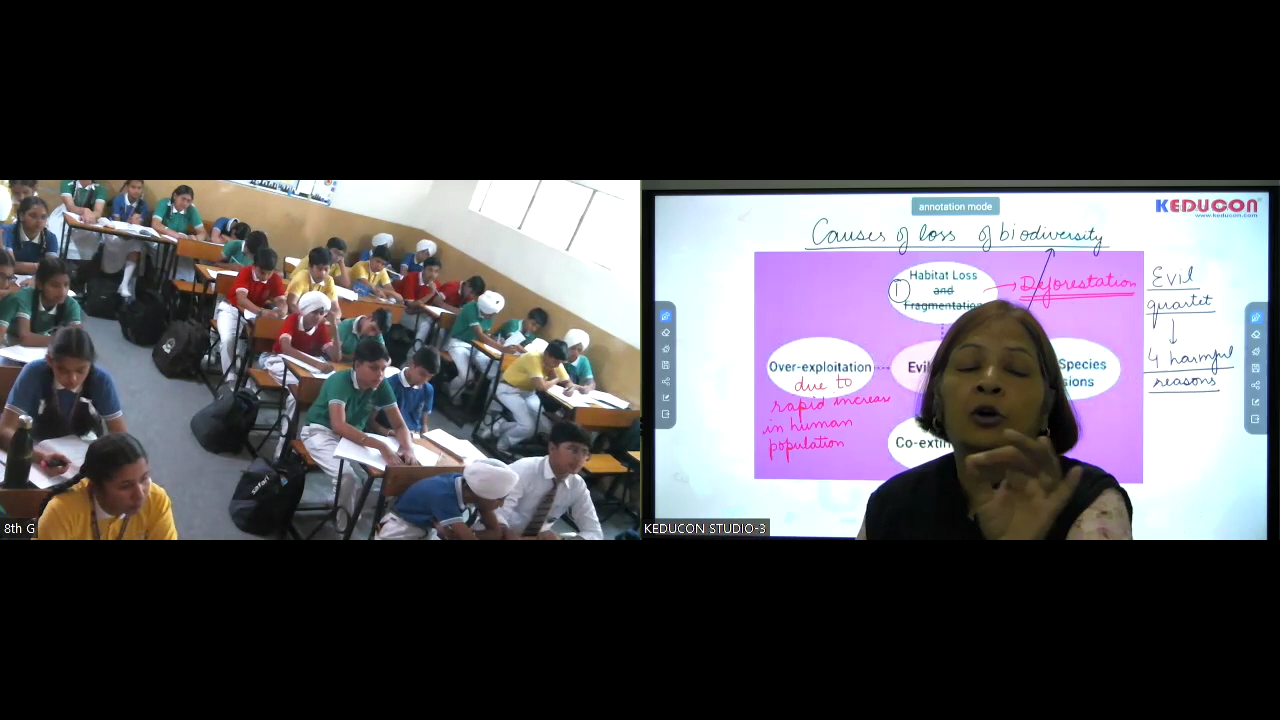 annotation mode
KEDUCON
www.keducon.com
Causes of loss of biodiversity
Habitat Loss
and
Fragmentation
1
Deforestation
Evil
quartet
4 harmful
reasons
Over-exploitation
due to
rapid increase
in human
population
Evil
Species
Co-extin
safari
8th G
KEDUCON STUDIO-3